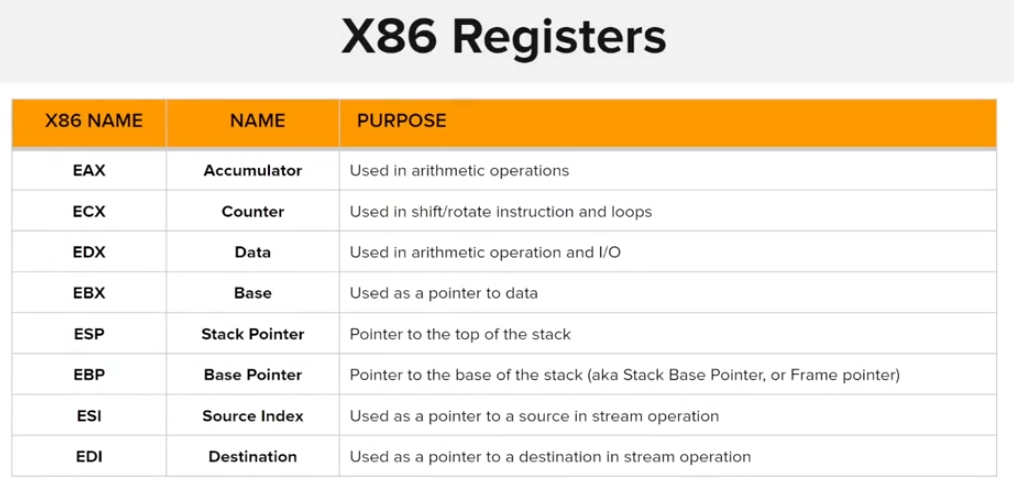 X86 Registers
X86 NAME NAME PURPOSE
EAX Accumulator Used in arithmetic operations
ECX Counter Used in shift/rotate instruction and loops
EDX Data Used in arithmetic operation and I/O
EBX Base Used as a pointer to data
ESP Stack Pointer Pointer to the top of the stack
EBP Base Pointer Pointer to the base of the stack (aka Stack Base Pointer, or Frame pointer)
ESI Source Index Used as a pointer to a source in stream operation
EDI Destination Used as a pointer to a destination in stream operation